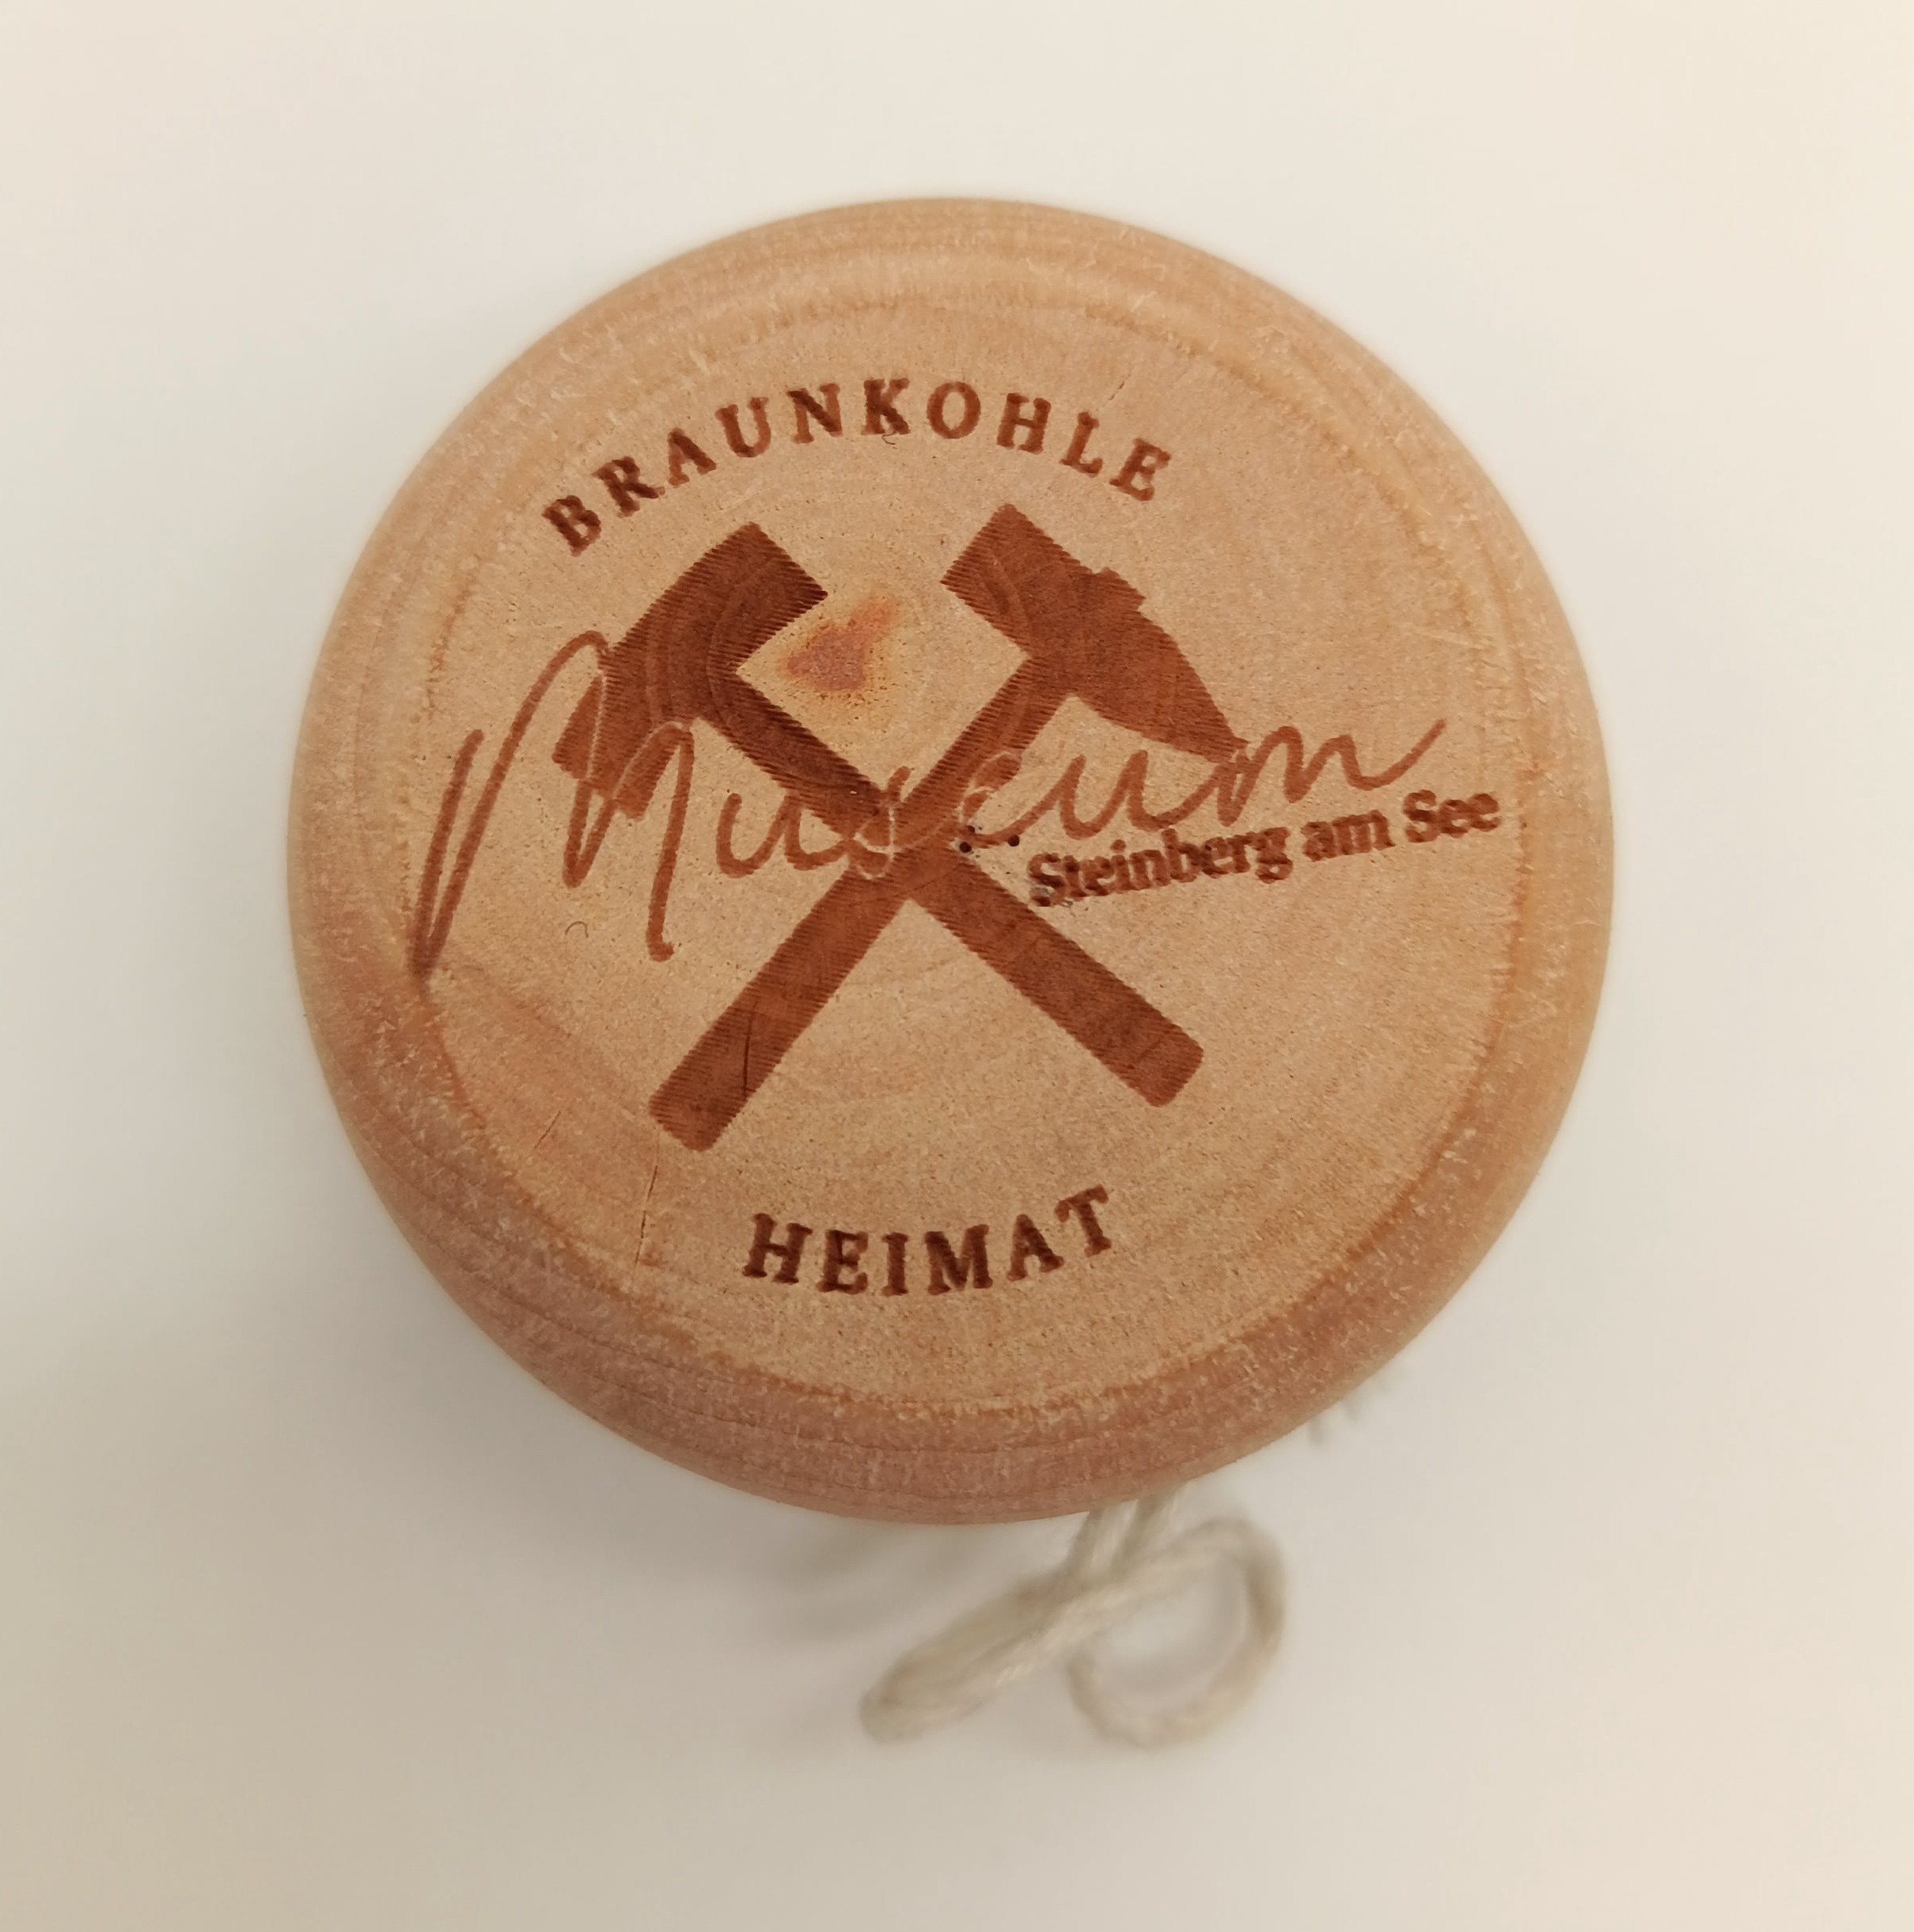 BRAUNKOHLE
Museum
Steinberg am See
HEIMAT